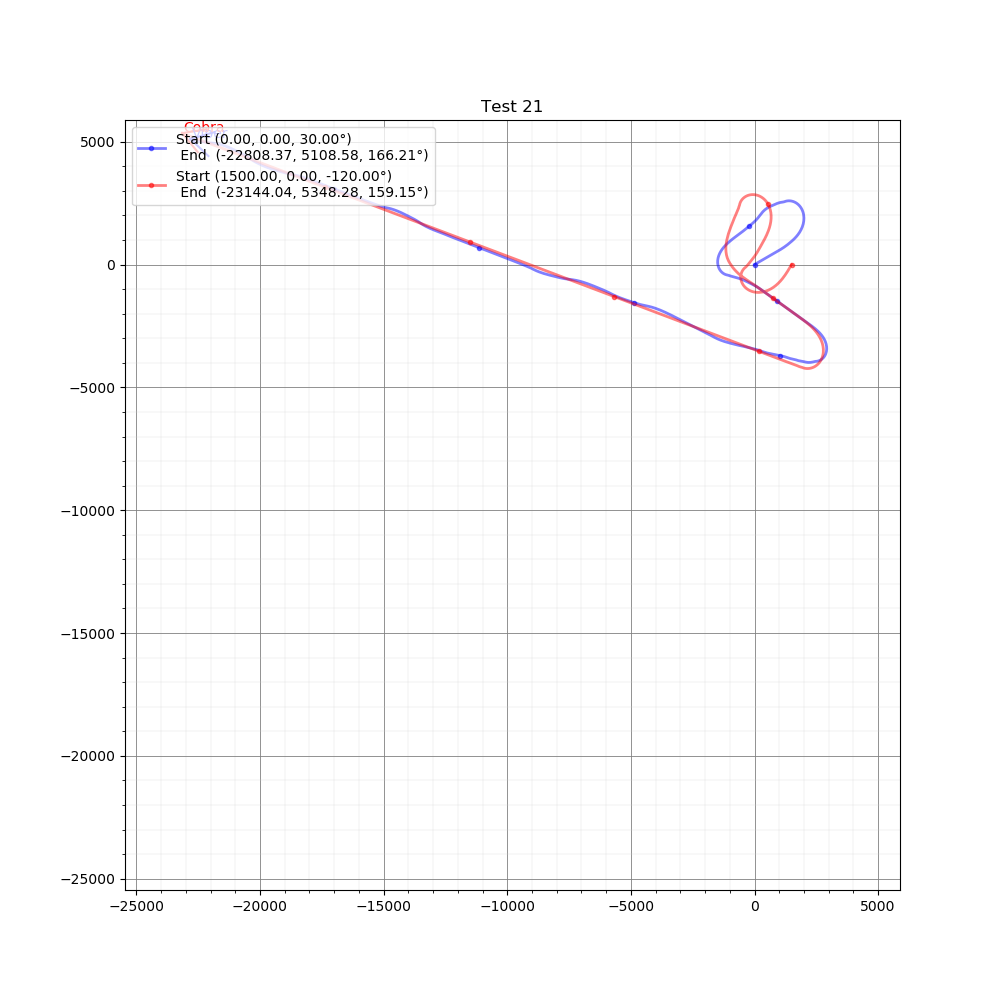 Test 21
Cobra
Start (0.00, 0.00, 30.00°)
End (-22808.37, 5108.58, 166.21°)
Start (1500.00, 0.00, -120.00°)
End (-23144.04, 5348.28, 159.15°)
5000
0
−5000
−10000
−15000
−20000
−25000
−25000 −20000 −15000 −10000 −5000 0 5000